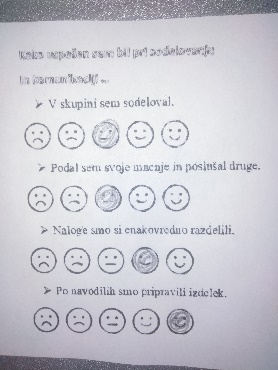 Kako uspešen sem bil pri sodelovanju
in komunikaciji ...
➤ V skupini sem sodeloval.
➤ Podal sem svoje mnenje in poslušal druge.
➤ Naloge smo si enakovredno razdelili.
➤ Po navodilih smo pripravili izdelek.